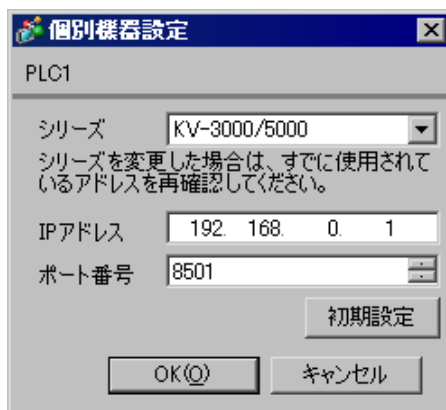 個別機器設定
PLC1
シリーズ KV-3000/5000
シリーズを変更した場合は、すでに使用されて
いるアドレスを再確認してください。
IPアドレス 192. 168. 0. 1
ポート番号 8501
初期設定
OK(O) キャンセル